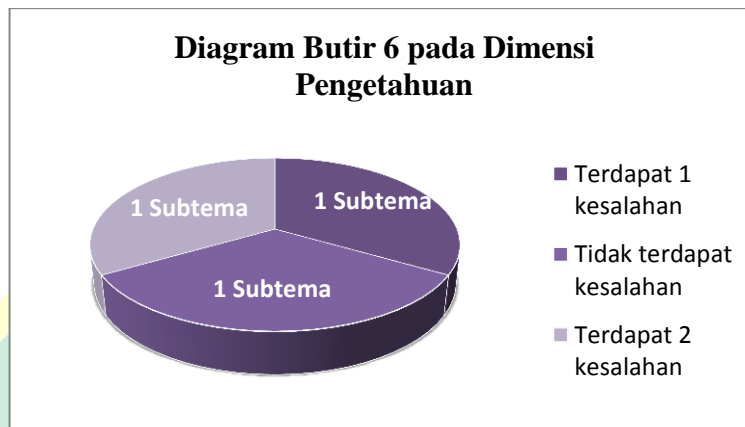 Diagram Butir 6 pada Dimensi
Pengetahuan
1 Subtema
1 Subtema
1 Subtema
Terdapat 1
kesalahan
Tidak terdapat
kesalahan
Terdapat 2
kesalahan